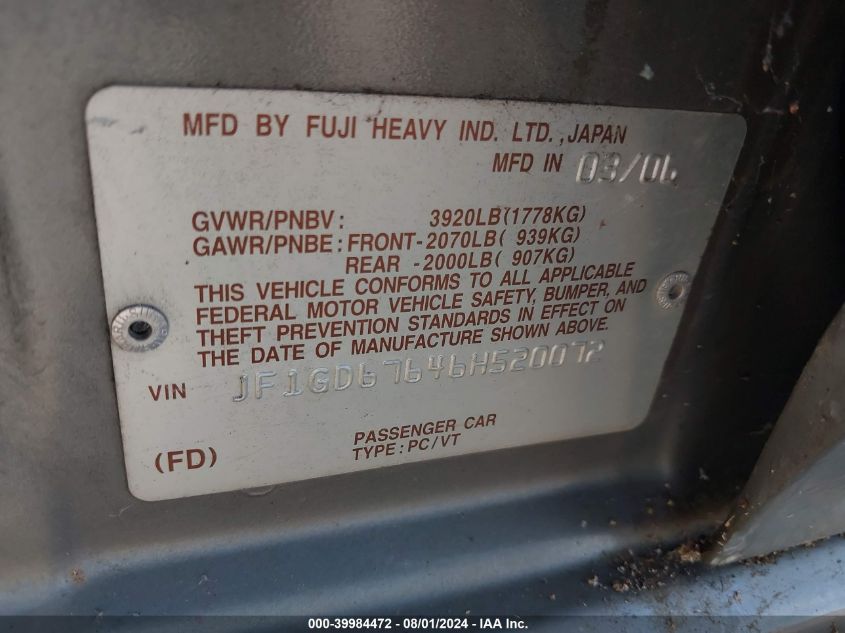 MFD BY FUJI HEAVY IND. LTD., JAPAN
MFD IN 03/06
GVWR/PNBV: 3920LB(1778KG)
GAWR/PNBE: FRONT-2070LB( 939KG)
REAR -2000LB( 907KG)
THIS VEHICLE CONFORMS TO ALL APPLICABLE
FEDERAL MOTOR VEHICLE SAFETY, BUMPER, AND
THEFT PREVENTION STANDARDS IN EFFECT ON
THE DATE OF MANUFACTURE SHOWN ABOVE.
VIN JF1GD67646H520072
PASSENGER CAR
(FD) TYPE: PC/VT
000-39984472 - 08/01/2024 - IAA Inc.